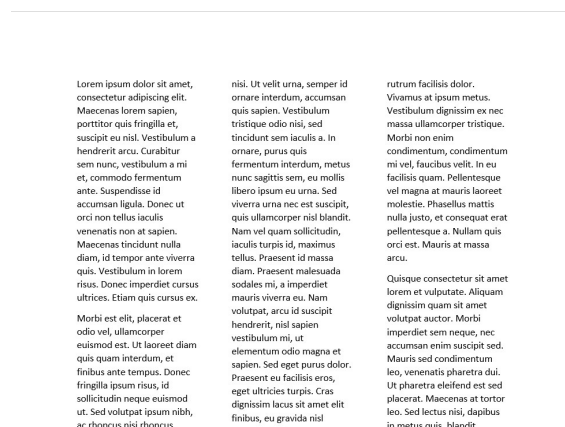 Lorem ipsum dolor sit amet,
consectetur adipiscing elit.
Maecenas lorem sapien,
porttitor quis fringilla et,
suscipit eu nisl. Vestibulum a
hendrerit arcu. Curabitur
sem nunc, vestibulum a mi
et, commodo fermentum
ante. Suspendisse id
accumsan ligula. Donec ut
orci non tellus iaculis
venenatis non at sapien.
Maecenas tincidunt nulla
diam, id tempor ante viverra
quis. Vestibulum in lorem
risus. Donec imperdiet cursus
ultrices. Etiam quis cursus ex.
Morbi est elit, placerat et
odio vel, ullamcorper
euismod est. Ut laoreet diam
quis quam interdum, et
finibus ante tempus. Donec
fringilla ipsum risus, id
sollicitudin neque euismod
ut. Sed volutpat ipsum nibh,
ac rhoncus nisi rhoncus
nisi. Ut velit urna, semper id
ornare interdum, accumsan
quis sapien. Vestibulum
tristique odio nisi, sed
tincidunt sem iaculis a. In
ornare, purus quis
fermentum interdum, metus
nunc sagittis sem, eu mollis
libero ipsum eu urna. Sed
viverra urna nec est suscipit,
quis ullamcorper nisl blandit.
Nam vel quam sollicitudin,
iaculis turpis id, maximus
tellus. Praesent id massa
diam. Praesent malesuada
sodales mi, a imperdiet
mauris viverra eu. Nam
volutpat, arcu id suscipit
hendrerit, nisl sapien
vestibulum mi, ut
elementum odio magna et
sapien. Sed eget purus dolor.
Praesent eu facilisis eros,
eget ultricies turpis. Cras
dignissim lacus sit amet elit
finibus, eu gravida nisl
rutrum facilisis dolor.
Vivamus at ipsum metus.
Vestibulum dignissim ex nec
massa ullamcorper tristique.
Morbi non enim
condimentum, condimentum
mi vel, faucibus velit. In eu
facilisis quam. Pellentesque
vel magna at mauris laoreet
molestie. Phasellus mattis
nulla justo, et consequat erat
pellentesque a. Nullam quis
orci est. Mauris at massa
arcu.
Quisque consectetur sit amet
lorem et vulputate. Aliquam
dignissim quam sit amet
volutpat auctor. Morbi
imperdiet sem neque, nec
accumsan enim suscipit sed.
Mauris sed condimentum
leo, venenatis pharetra dui.
Ut pharetra eleifend est sed
placerat. Maecenas at tortor
leo. Sed lectus nisi, dapibus
in metus quis, blandit